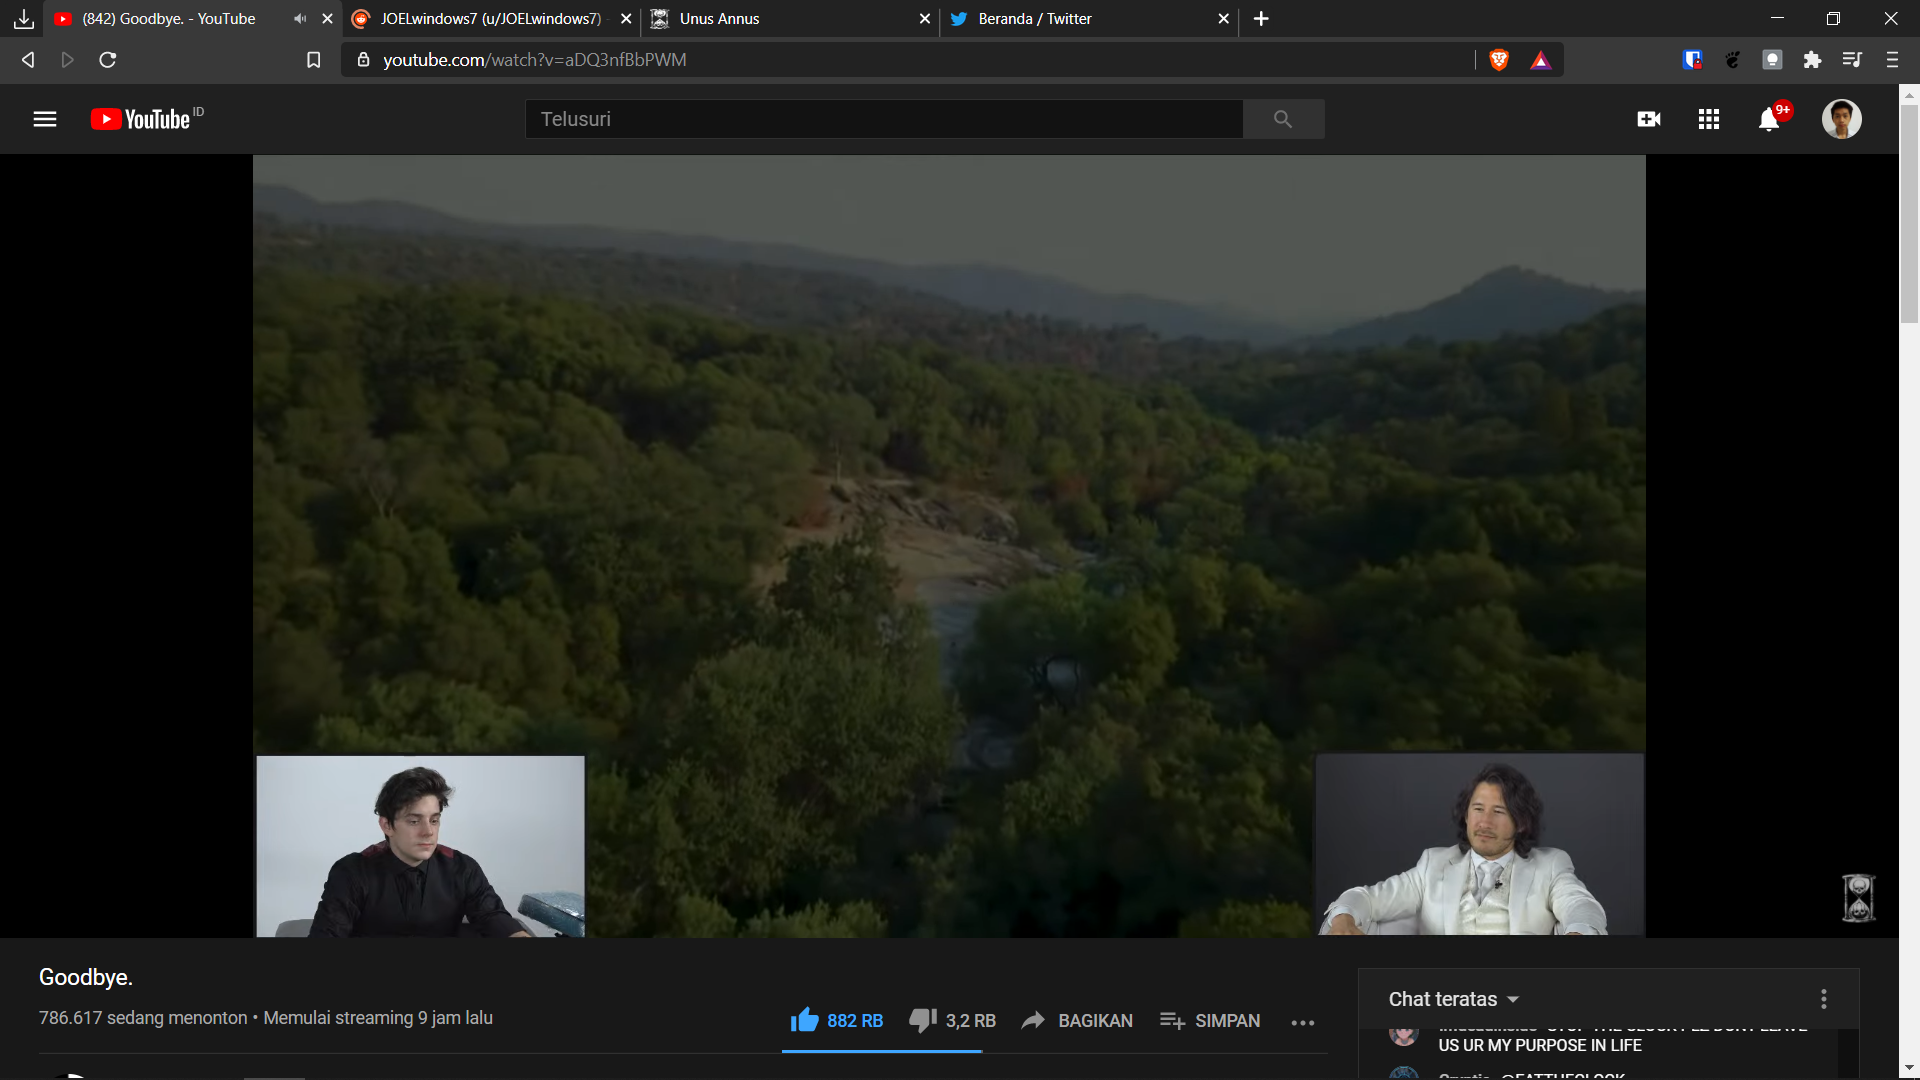 (842) Goodbye. - YouTube
JOELwindows7 (u/JOELwindows7)
Unus Annus
Beranda / Twitter
youtube.com/watch?v=aDQ3nfBbPWM
YouTube ID
Telusuri
9+
Goodbye.
786.617 sedang menonton • Memulai streaming 9 jam lalu
882 RB
3,2 RB
BAGIKAN
SIMPAN
Chat teratas
US UR MY PURPOSE IN LIFE